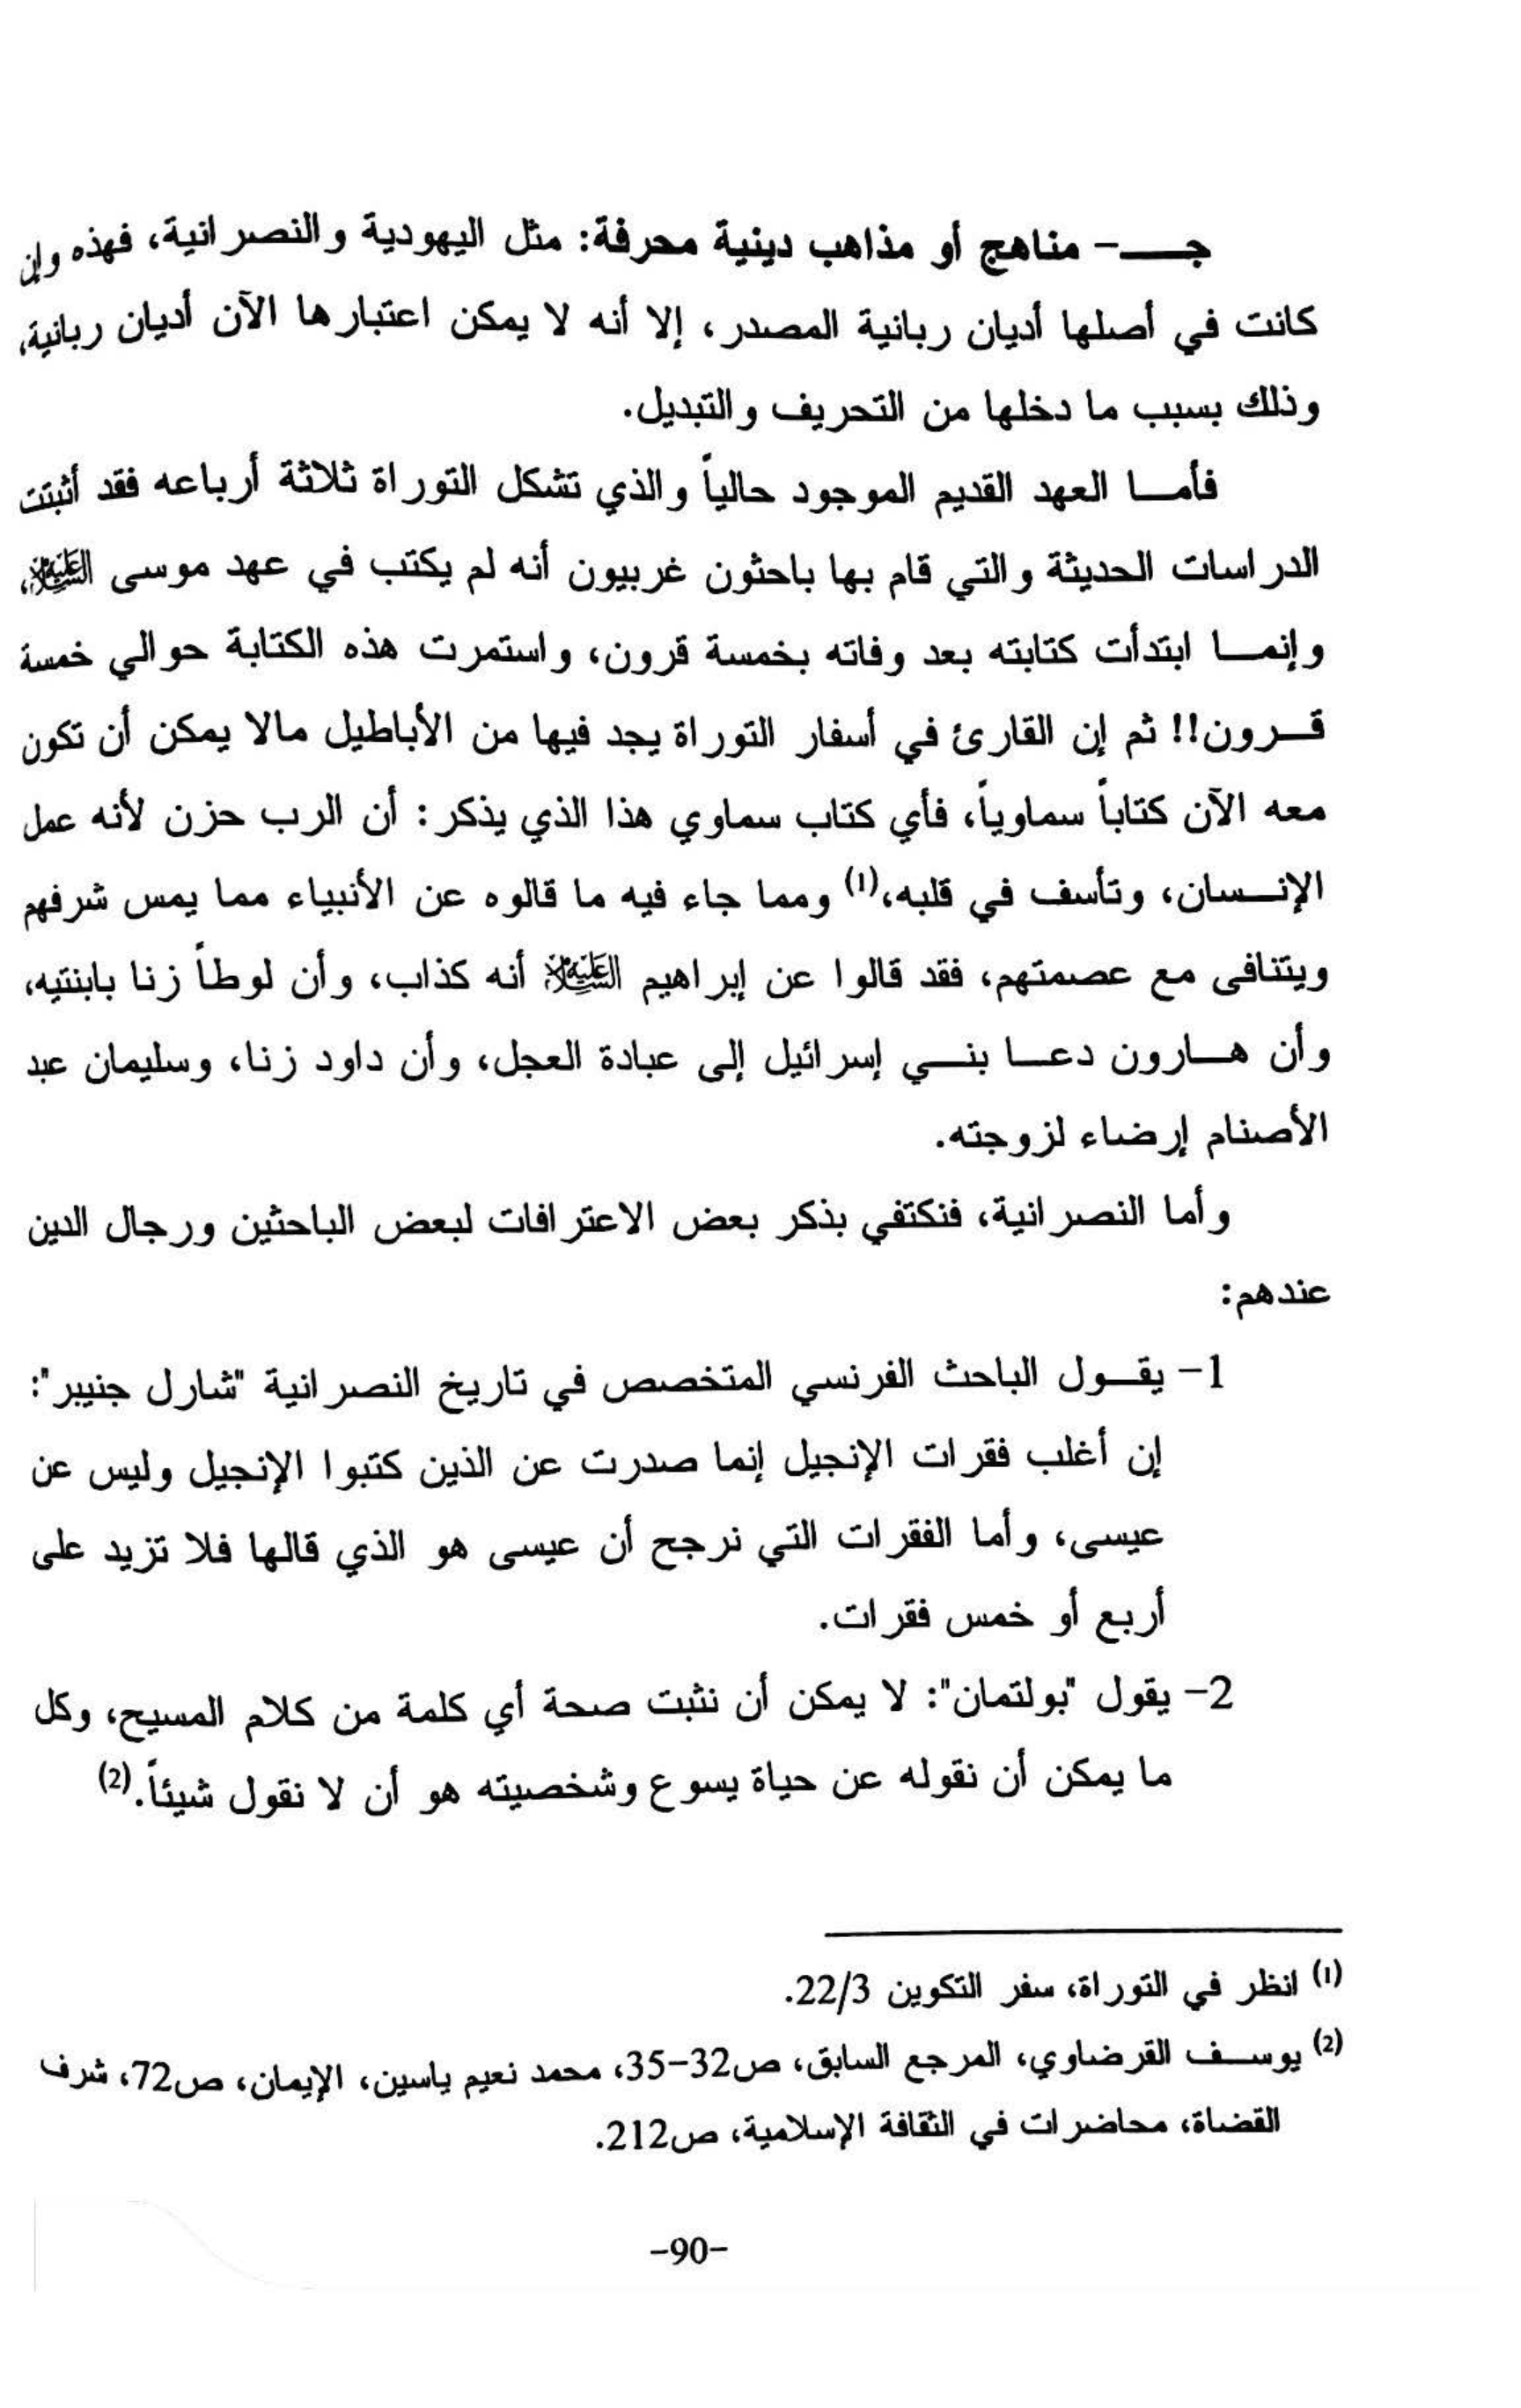 جـ- مناهج أو مذاهب دينية محرفة: مثل اليهودية والنصرانية، فهذه وإن
كانت في أصلها أديان ربانية المصدر، إلا أنه لا يمكن اعتبارها الآن أديان ربانية،
وذلك بسبب ما دخلها من التحريف والتبديل.
فأما العهد القديم الموجود حالياً والذي تشكل التوراة ثلاثة أرباعه فقد أثبتت
الدراسات الحديثة والتي قام بها باحثون غربيون أنه لم يكتب في عهد موسى عليه السلام،
وإنما ابتدأت كتابته بعد وفاته بخمسة قرون، واستمرت هذه الكتابة حوالي خمسة
قرون!! ثم إن القارئ في أسفار التوراة يجد فيها من الأباطيل مالا يمكن أن تكون
معه الآن كتاباً سماوياً، فأي كتاب سماوي هذا الذي يذكر: أن الرب حزن لأنه عمل
الإنسان، وتأسف في قلبه،(1) ومما جاء فيه ما قالوه عن الأنبياء مما يمس شرفهم
ويتنافى مع عصمتهم، فقد قالوا عن إبراهيم عليه السلام أنه كذاب، وأن لوطاً زنا بابنتيه،
وأن هارون دعا بني إسرائيل إلى عبادة العجل، وأن داود زنا، وسليمان عبد
الأصنام إرضاء لزوجته.
وأما النصرانية، فنكتفي بذكر بعض الاعترافات لبعض الباحثين ورجال الدين
عندهم:
1- يقول الباحث الفرنسي المتخصص في تاريخ النصرانية "شارل جنيبر":
إن أغلب فقرات الإنجيل إنما صدرت عن الذين كتبوا الإنجيل وليس عن
عيسى، وأما الفقرات التي نرجح أن عيسى هو الذي قالها فلا تزيد على
أربع أو خمس فقرات.
2- يقول "بولتمان": لا يمكن أن نثبت صحة أي كلمة من كلام المسيح، وكل
ما يمكن أن نقوله عن حياة يسوع وشخصيته هو أن لا نقول شيئاً.(2)
(1) انظر في التوراة، سفر التكوين 22/3.
(2) يوسف القرضاوي، المرجع السابق، ص32-35، محمد نعيم ياسين، الإيمان، ص72، شرف
القضاة، محاضرات في الثقافة الإسلامية، ص212.
-90-